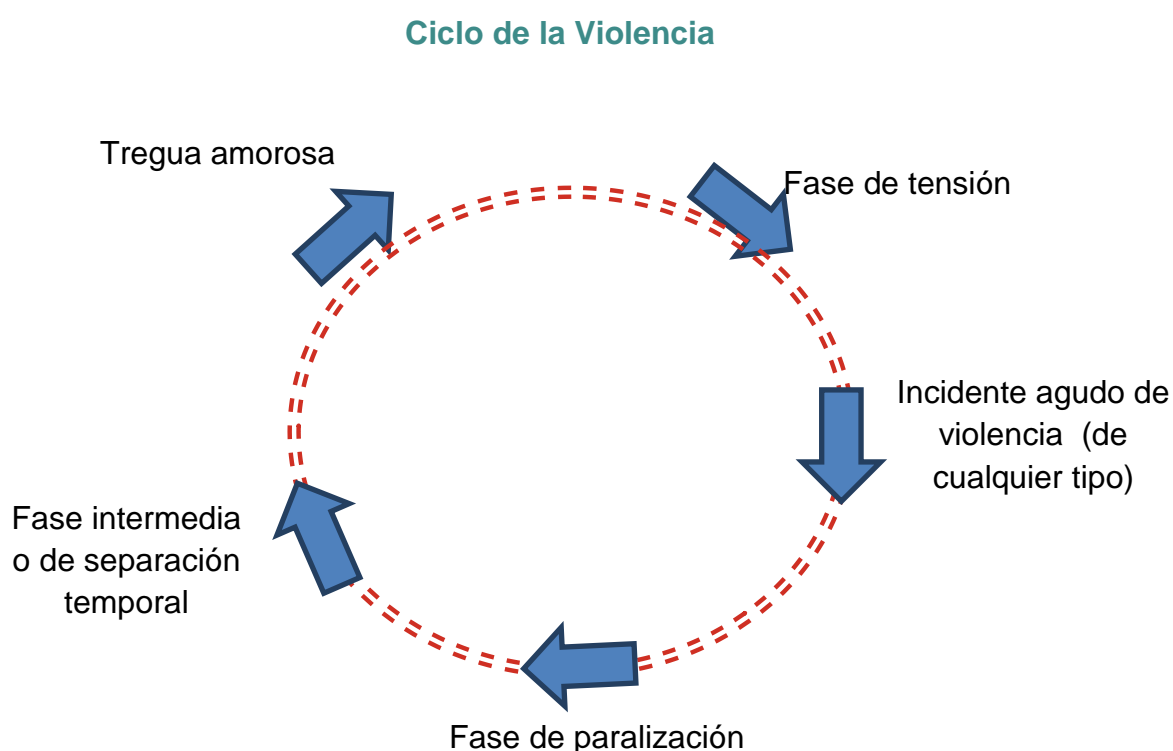 Ciclo de la Violencia
Tregua amorosa
Fase de tensión
Incidente agudo de
violencia  (de
cualquier tipo)
Fase intermedia
o de separación
temporal
Fase de paralización